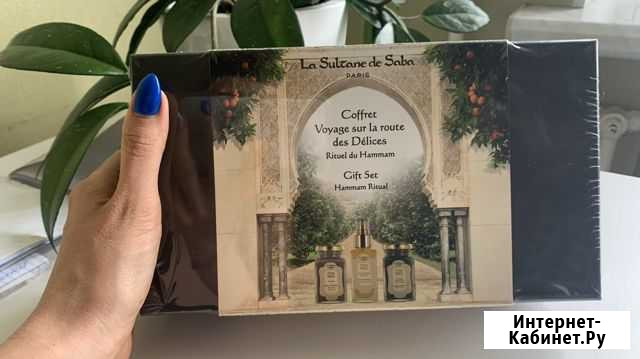 La Sultane de Saba
PARIS
Coffret
Voyage sur la route
des Délices
Rituel du Hammam
Gift Set
Hammam Ritual
Интернет-
Кабинет.Ру